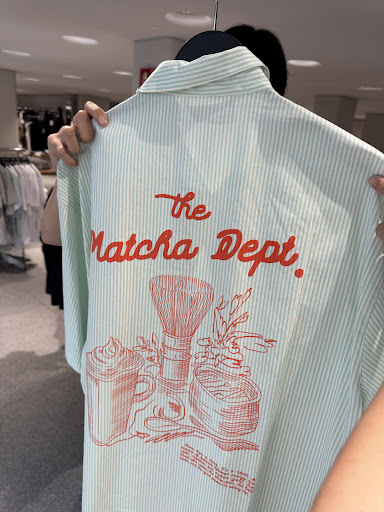 the
Matcha Dept.